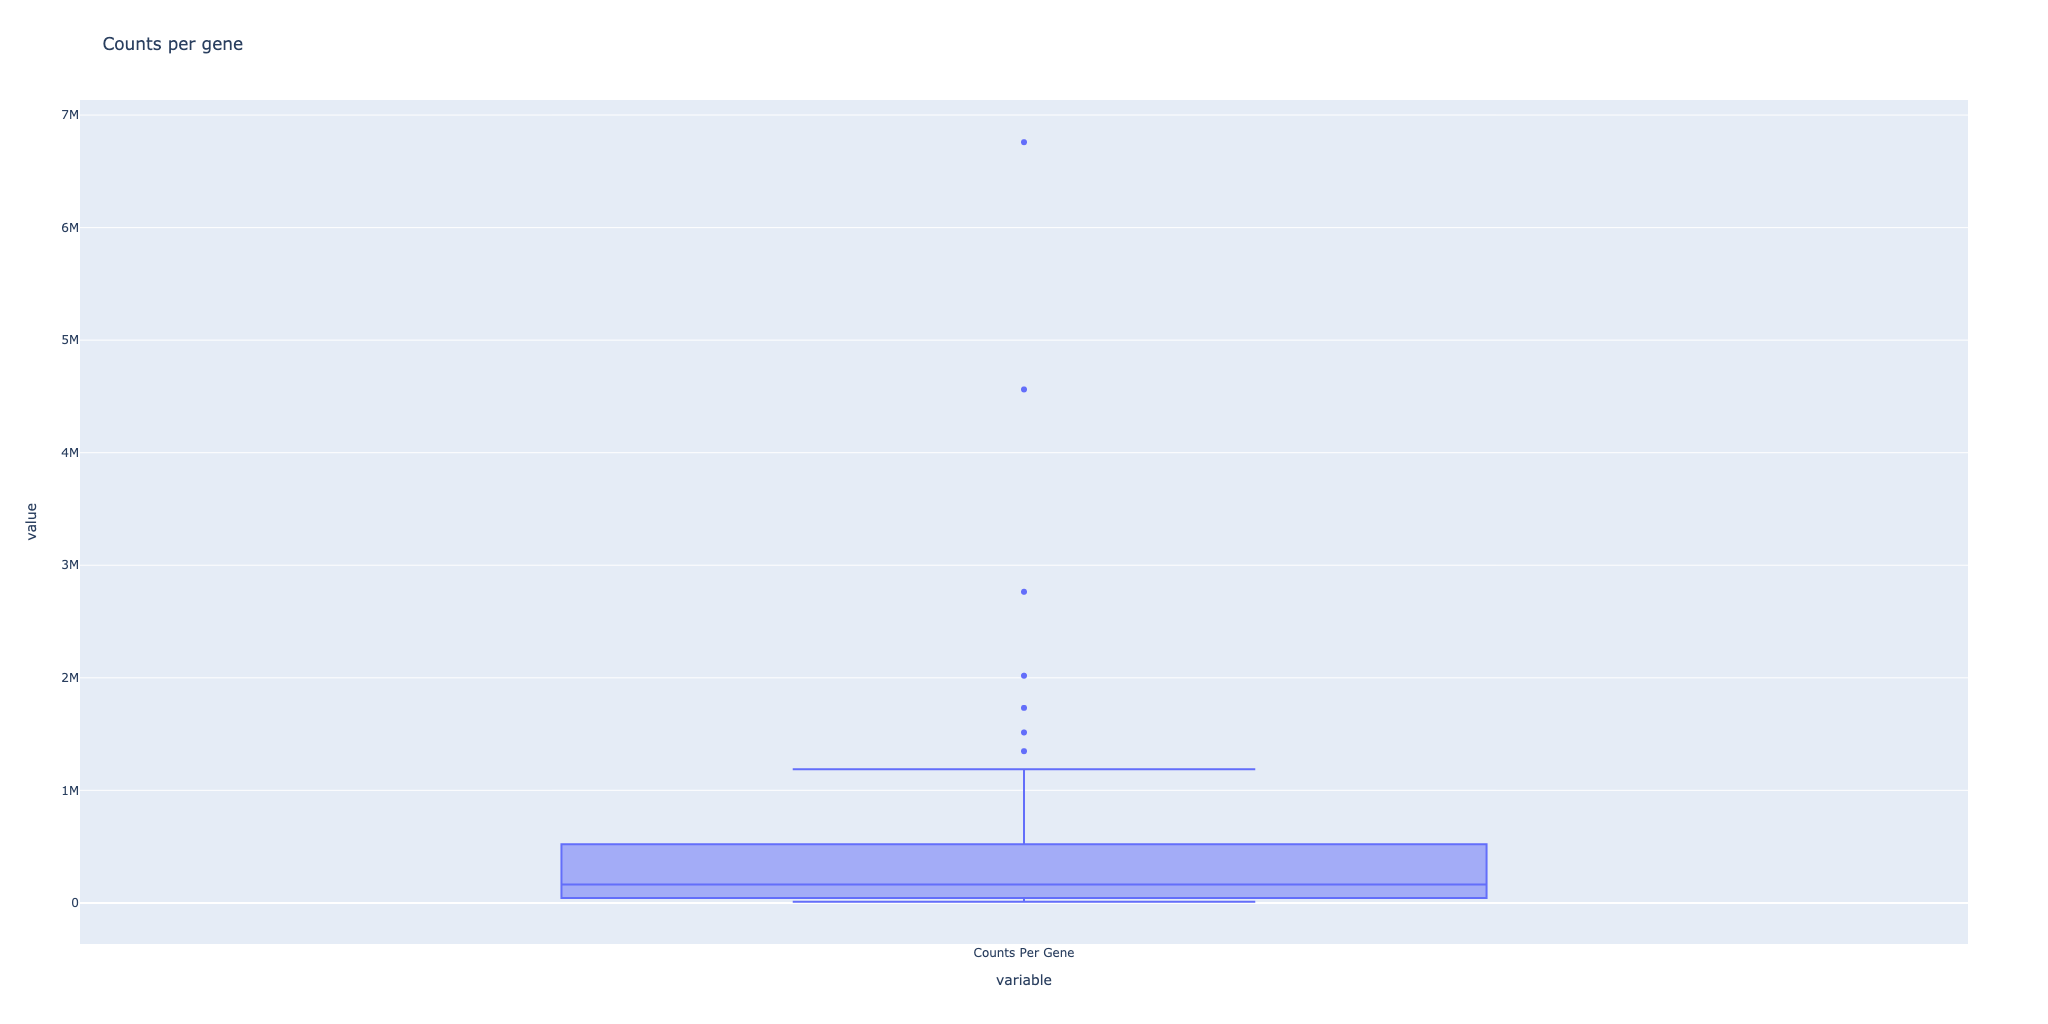 Counts per gene
7M
6M
5M
4M
3M
2M
1M
0
value
Counts Per Gene
variable